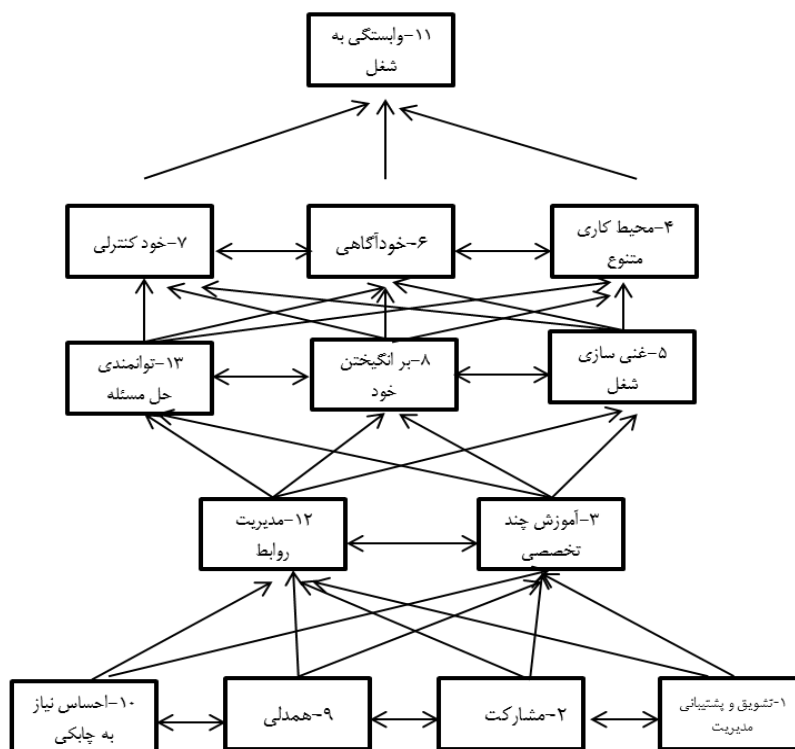 ۱۱-وابستگی به
شغل
۴-محیط کاری
متنوع
۶-خودآگاهی
۷-خود کنترلی
۵-غنی سازی
شغل
۸-بر انگیختن
خود
۱۳-توانمندی
حل مسئله
۳-آموزش چند
تخصصی
۱۲-مدیریت
روابط
۱-تشویق و پشتیبانی
مدیریت
۲-مشارکت
۹-همدلی
۱۰-احساس نیاز
به چابکی